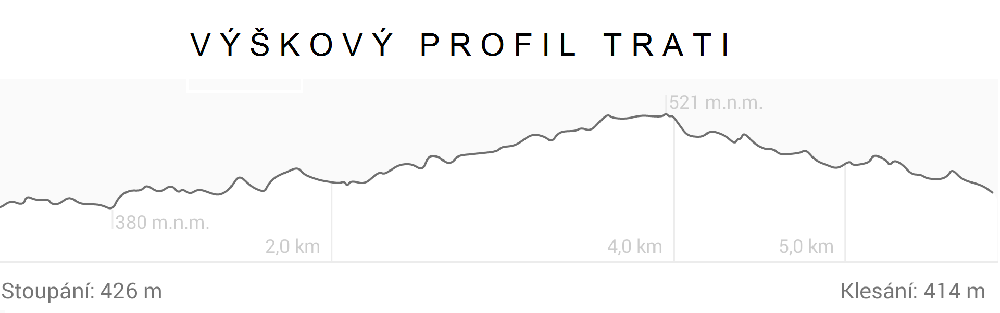 VÝŠKOVÝ PROFIL TRATI
521 m.n.m.
380 m.n.m.
2,0 km
4,0 km
5,0 km
Stoupání: 426 m
Klesání: 414 m